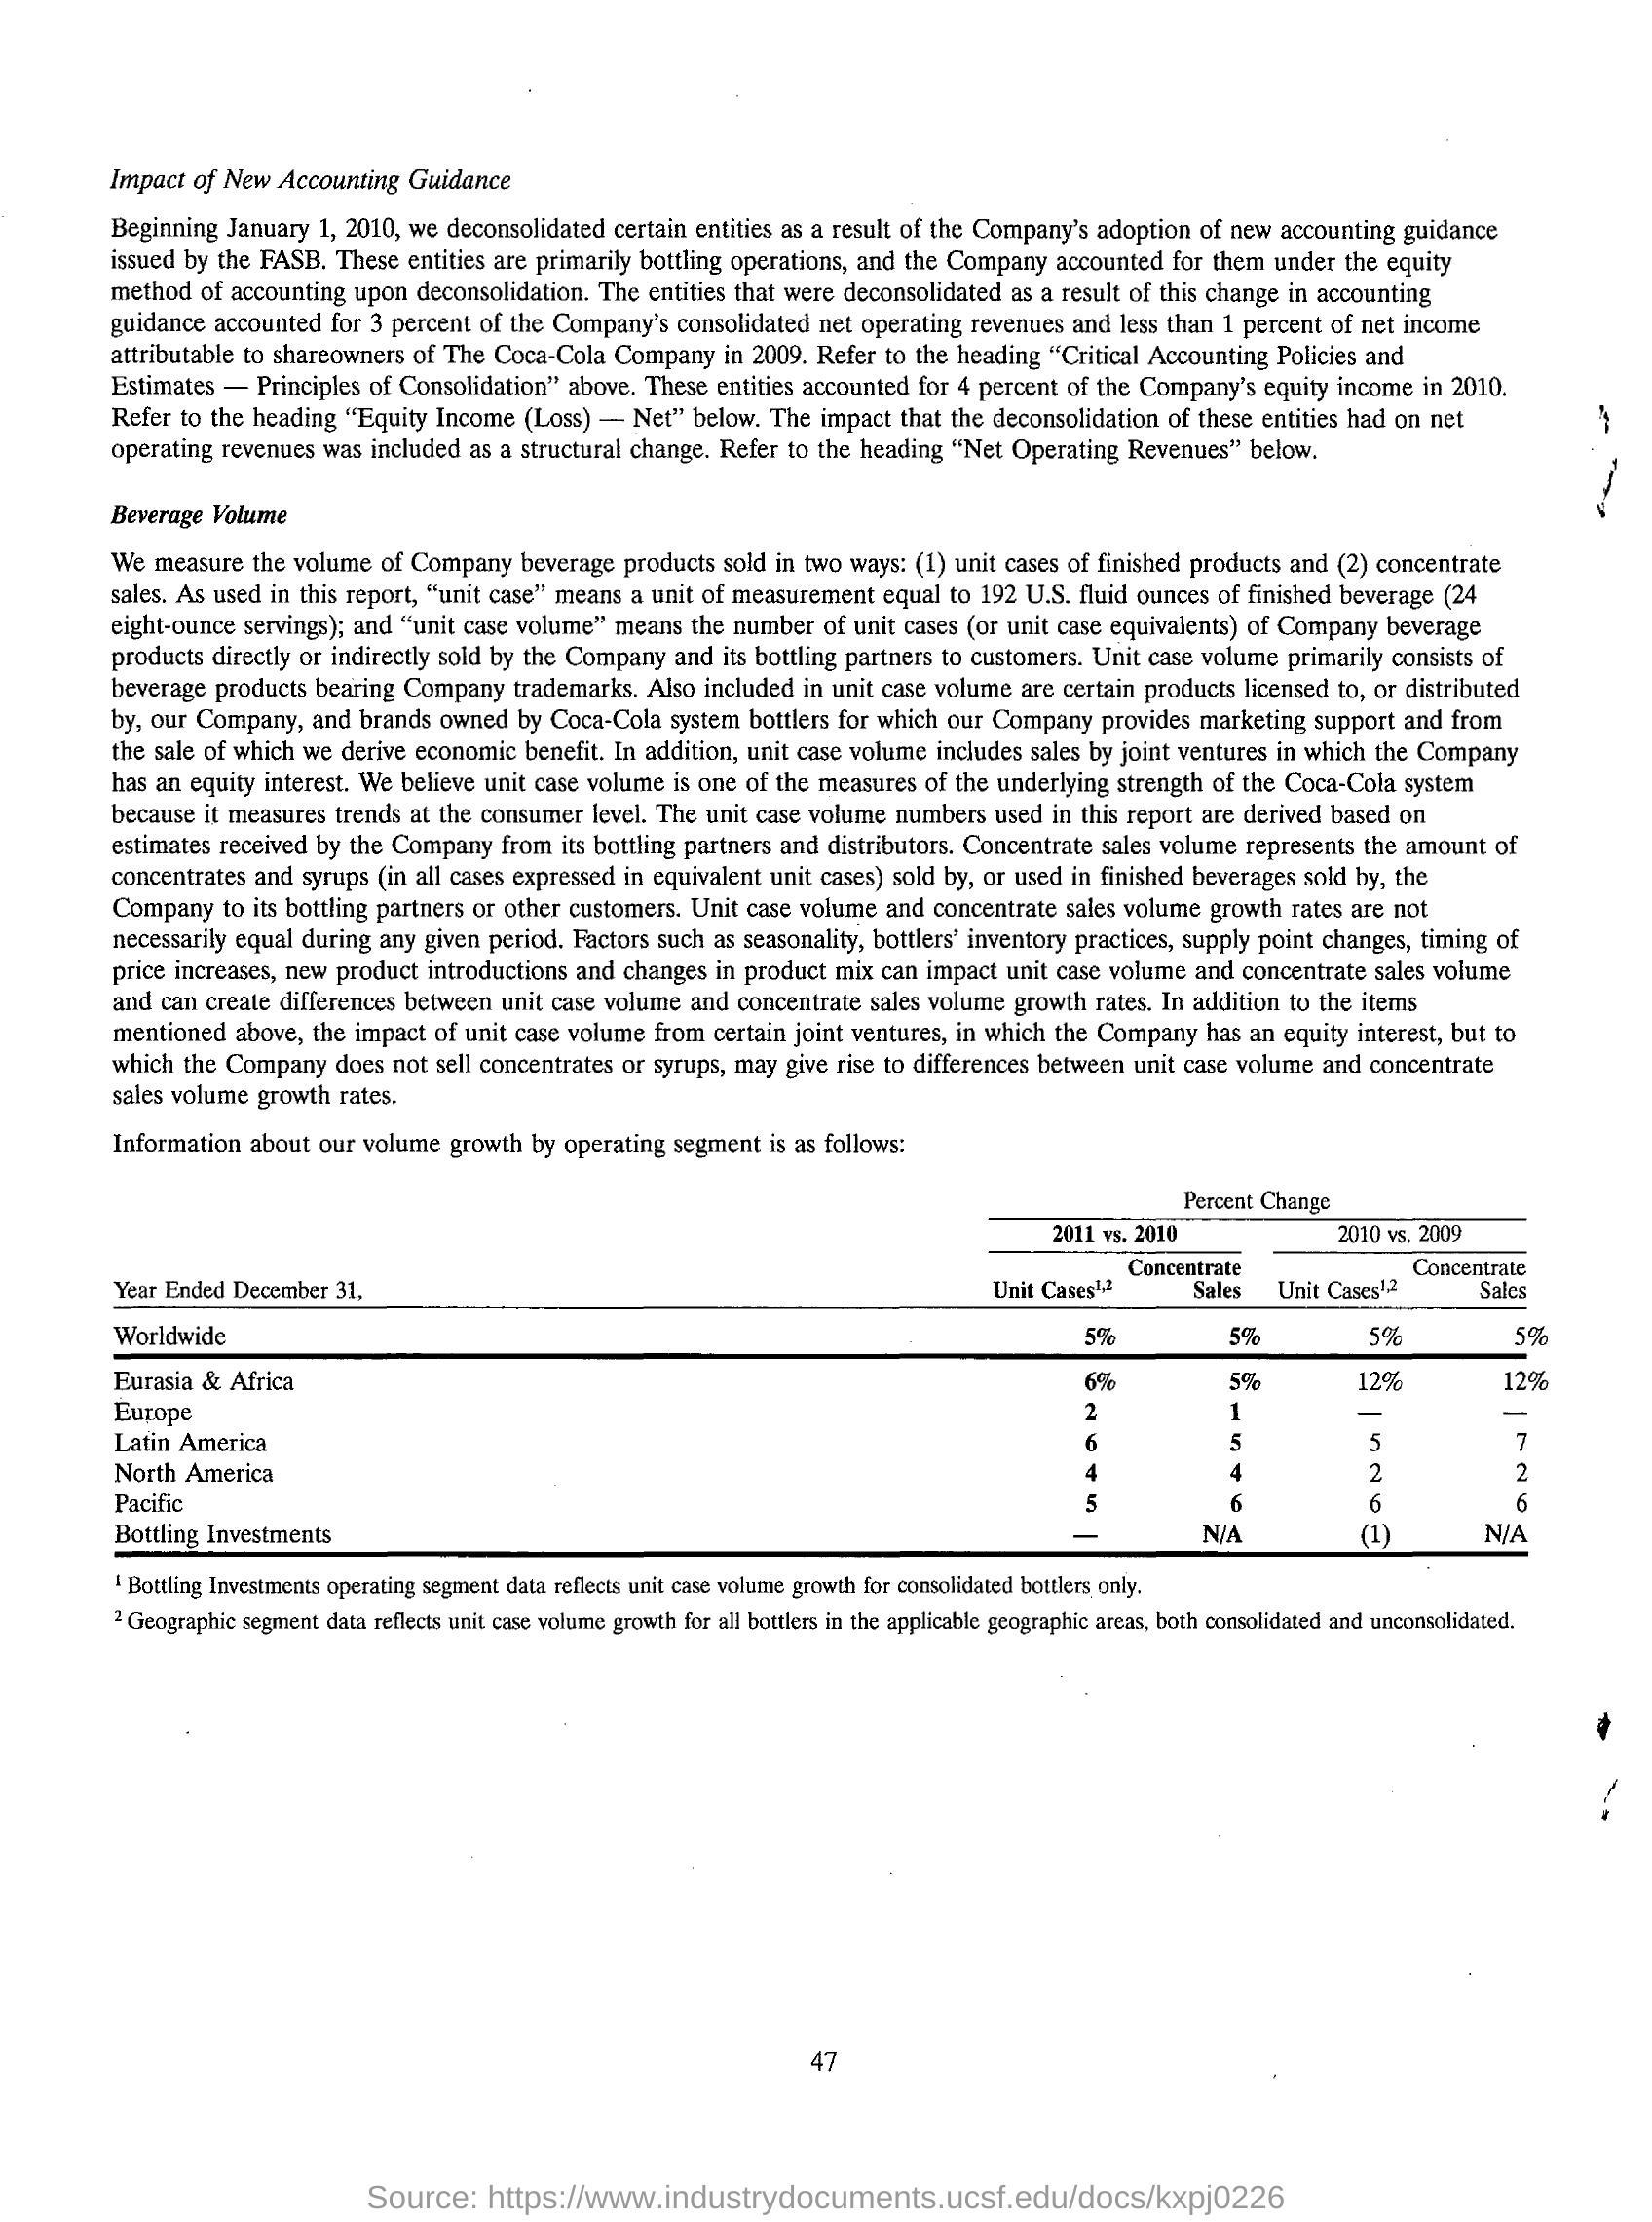 Impact of New Accounting Guidance
Beginning January 1, 2010, we deconsolidated certain entities as a result of the Company's adoption of new accounting guidance
issued by the FASB. These entities are primarily bottling operations, and the Company accounted for them under the equity
method of accounting upon deconsolidation. The entities that were deconsolidated as a result of this change in accounting
guidance accounted for 3 percent of the Company's consolidated net operating revenues and less than 1 percent of net income
attributable to shareowners of The Coca-Cola Company in 2009. Refer to the heading “Critical Accounting Policies and
Estimates — Principles of Consolidation” above. These entities accounted for 4 percent of the Company's equity income in 2010.
Refer to the heading “Equity Income (Loss) — Net” below. The impact that the deconsolidation of these entities had on net
operating revenues was included as a structural change. Refer to the heading “Net Operating Revenues” below.
Beverage Volume
We measure the volume of Company beverage products sold in two ways: (1) unit cases of finished products and (2) concentrate
sales. As used in this report, “unit case” means a unit of measurement equal to 192 U.S. fluid ounces of finished beverage (24
eight-ounce servings); and “unit case volume” means the number of unit cases (or unit case equivalents) of Company beverage
products directly or indirectly sold by the Company and its bottling partners to customers. Unit case volume primarily consists of
beverage products bearing Company trademarks. Also included in unit case volume are certain products licensed to, or distributed
by, our Company, and brands owned by Coca-Cola system bottlers for which our Company provides marketing support and from
the sale of which we derive economic benefit. In addition, unit case volume includes sales by joint ventures in which the Company
has an equity interest. We believe unit case volume is one of the measures of the underlying strength of the Coca-Cola system
because it measures trends at the consumer level. The unit case volume numbers used in this report are derived based on
estimates received by the Company from its bottling partners and distributors. Concentrate sales volume represents the amount of
concentrates and syrups (in all cases expressed in equivalent unit cases) sold by, or used in finished beverages sold by, the
Company to its bottling partners or other customers. Unit case volume and concentrate sales volume growth rates are not
necessarily equal during any given period. Factors such as seasonality, bottlers' inventory practices, supply point changes, timing of
price increases, new product introductions and changes in product mix can impact unit case volume and concentrate sales volume
and can create differences between unit case volume and concentrate sales volume growth rates. In addition to the items
mentioned above, the impact of unit case volume from certain joint ventures, in which the Company has an equity interest, but to
which the Company does not sell concentrates or syrups, may give rise to differences between unit case volume and concentrate
sales volume growth rates.
Information about our volume growth by operating segment is as follows:
Percent Change
2011 vs. 2010 2010 vs. 2009
Concentrate Concentrate
Year Ended December 31, Unit Cases1,2 Sales Unit Cases1,2 Sales
Worldwide 5% 5% 5% 5%
Eurasia & Africa 6% 5% 12% 12%
Europe 2 1 — —
Latin America 6 5 5 7
North America 4 4 2 2
Pacific 5 6 6 6
Bottling Investments — N/A (1) N/A
1 Bottling Investments operating segment data reflects unit case volume growth for consolidated bottlers only.
2 Geographic segment data reflects unit case volume growth for all bottlers in the applicable geographic areas, both consolidated and unconsolidated.
47
Source: https://www.industrydocuments.ucsf.edu/docs/kxpj0226